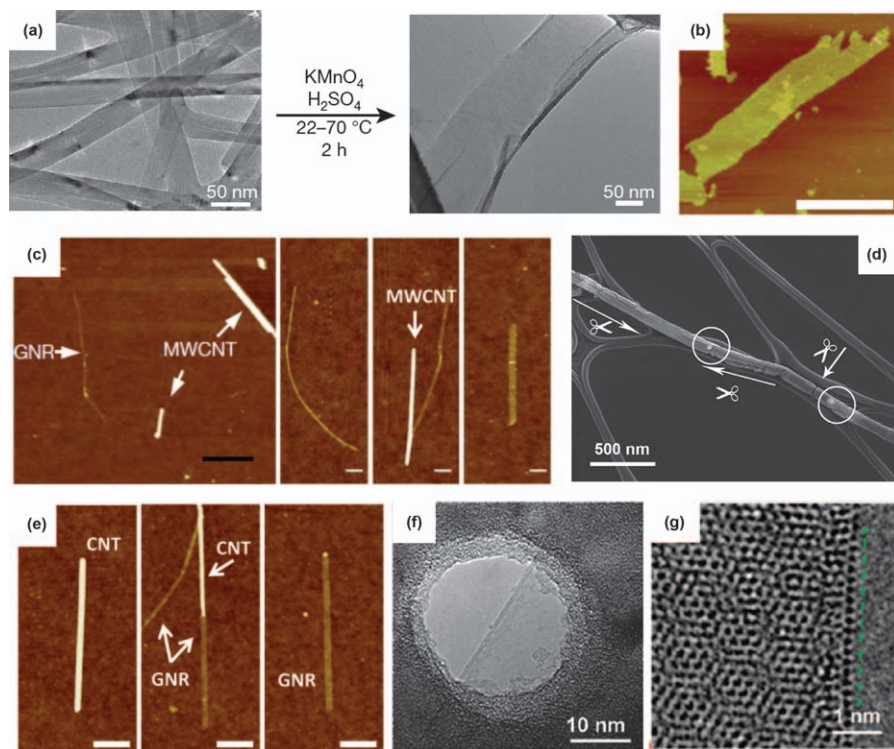 (a)
50 nm
KMnO4
H2SO4
22–70 °C
2 h
50 nm
(b)
(c)
GNR
MWCNT
MWCNT
(d)
500 nm
(e)
CNT
CNT
GNR
GNR
(f)
10 nm
(g)
1 nm